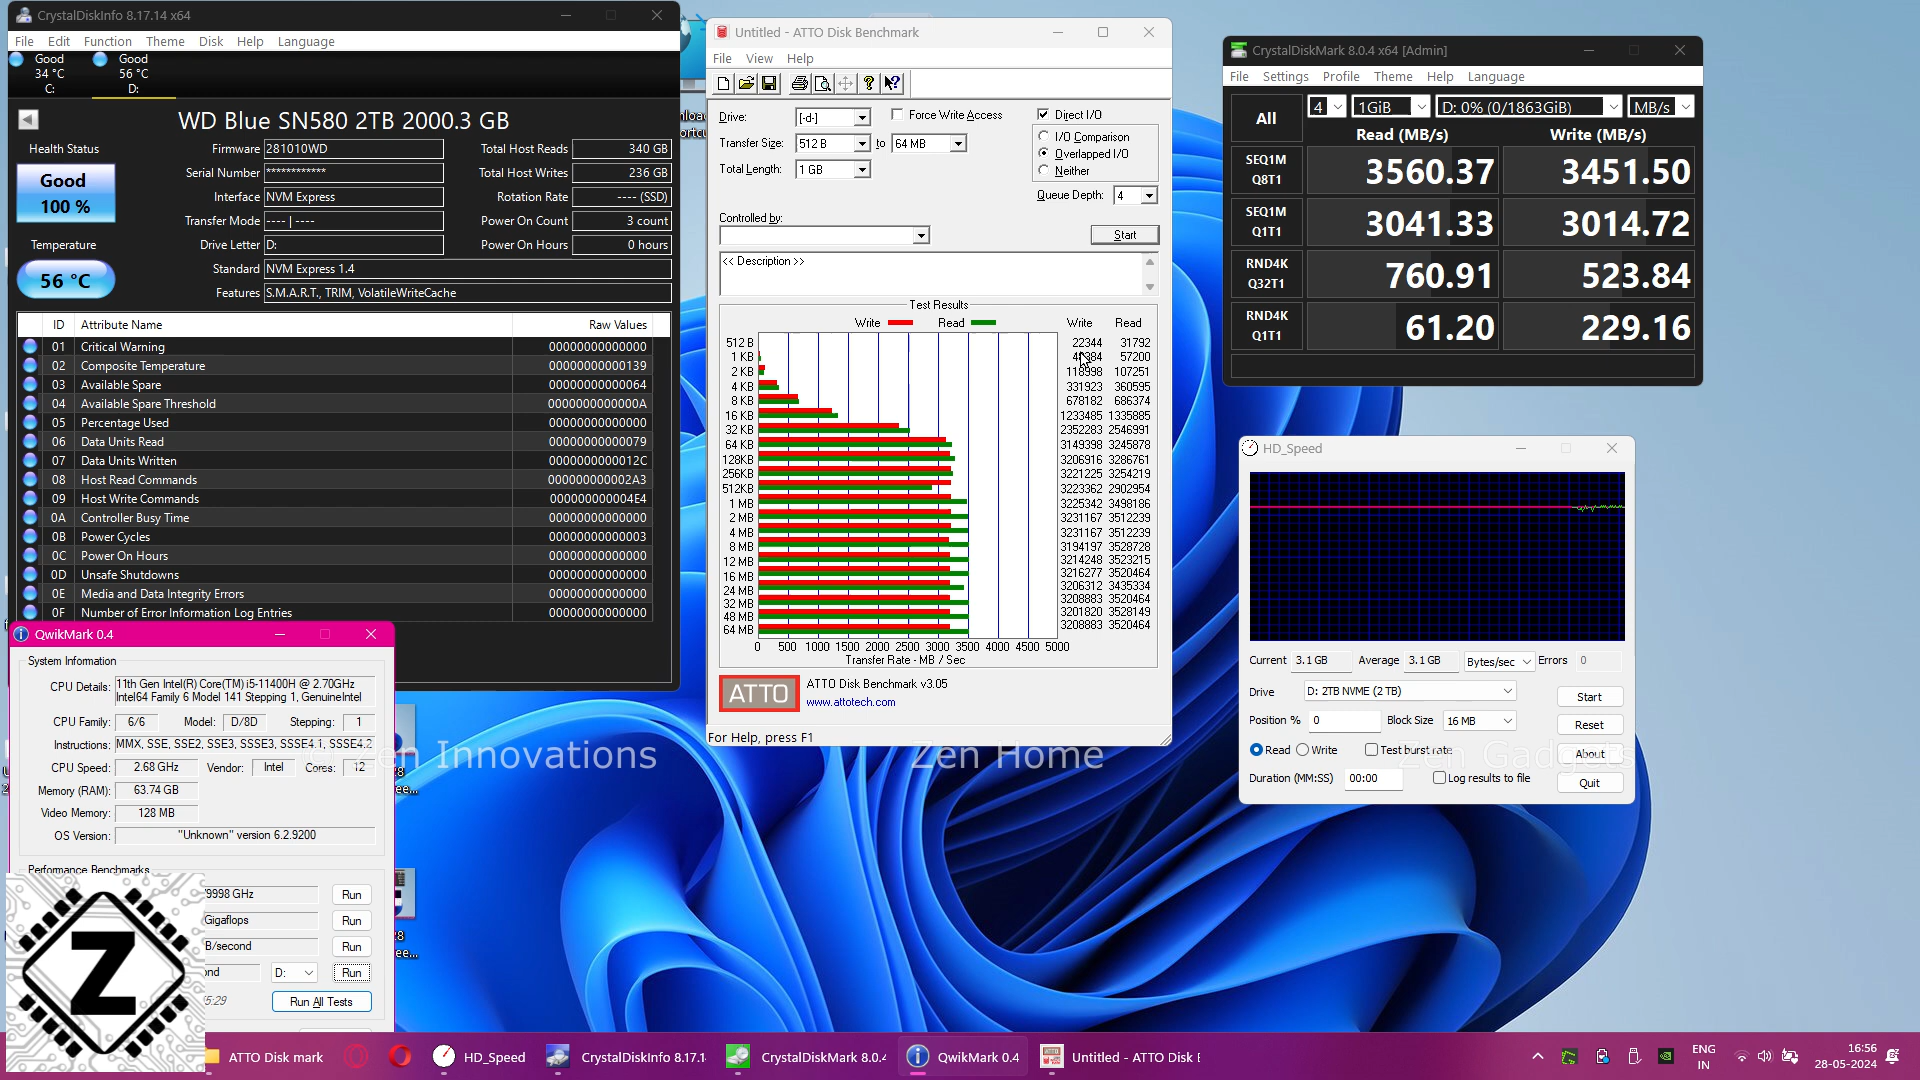 CrystalDiskInfo 8.17.14 x64
File Edit Function Theme Disk Help Language
Good Good
34 °C 56 °C
C: D:
WD Blue SN580 2TB 2000.3 GB
Health Status
Good
100 %
Temperature
56 °C
Firmware 281010WD Total Host Reads 340 GB
Serial Number ************ Total Host Writes 236 GB
Interface NVM Express Rotation Rate ---- (SSD)
Transfer Mode ---- | ---- Power On Count 3 count
Drive Letter D: Power On Hours 0 hours
Standard NVM Express 1.4
Features S.M.A.R.T., TRIM, VolatileWriteCache
ID Attribute Name Raw Values
01 Critical Warning 00000000000000
02 Composite Temperature 00000000000139
03 Available Spare 00000000000064
04 Available Spare Threshold 0000000000000A
05 Percentage Used 00000000000000
06 Data Units Read 00000000000079
07 Data Units Written 0000000000012C
08 Host Read Commands 000000000002A3
09 Host Write Commands 000000000004E4
0A Controller Busy Time 00000000000000
0B Power Cycles 00000000000003
0C Power On Hours 00000000000000
0D Unsafe Shutdowns 00000000000000
0E Media and Data Integrity Errors 00000000000000
0F Number of Error Information Log Entries 00000000000000
QwikMark 0.4
System Information
CPU Details: 11th Gen Intel(R) Core(TM) i5-11400H @ 2.70GHz
Intel64 Family 6 Model 141 Stepping 1, GenuineIntel
CPU Family: 6/6 Model: D/8D Stepping: 1
Instructions: MMX, SSE, SSE2, SSE3, SSSE3, SSSE4.1, SSSE4.2
CPU Speed: 2.68 GHz Vendor: Intel Cores: 12
Memory (RAM): 63.74 GB
Video Memory: 128 MB
OS Version: "Unknown" version 6.2.9200
Performance Benchmarks
9998 GHz Run
Gigaflops Run
B/second Run
ond D: Run
5:29 Run All Tests
Z
Untitled - ATTO Disk Benchmark
File View Help
Drive: [-d-] Force Write Access Direct I/O
Transfer Size: 512 B to 64 MB I/O Comparison
Overlapped I/O
Total Length: 1 GB Neither
Queue Depth: 4
Controlled by:
Start
<< Description >>
Test Results
Write Read Write Read
512 B 22344 31792
1 KB 57200
2 KB 118998 107251
4 KB 331923 360595
8 KB 678182 686374
16 KB 1233485 1335885
32 KB 2352283 2546991
64 KB 3149398 3245878
128KB 3206916 3286761
256KB 3221225 3254219
512KB 3223362 2902954
1 MB 3225342 3498186
2 MB 3231167 3512239
4 MB 3231167 3512239
8 MB 3194197 3528728
12 MB 3214248 3523215
16 MB 3216277 3520464
24 MB 3206312 3435334
32 MB 3208883 3520464
48 MB 3201820 3528149
64 MB 3208883 3520464
0 500 1000 1500 2000 2500 3000 3500 4000 4500 5000
Transfer Rate - MB / Sec
ATTO
ATTO Disk Benchmark v3.05
www.attotech.com
For Help, press F1
CrystalDiskMark 8.0.4 x64 [Admin]
File Settings Profile Theme Help Language
All 4 1GiB D: 0% (0/1863GiB) MB/s
Read (MB/s) Write (MB/s)
SEQ1M
Q8T1 3560.37 3451.50
SEQ1M
Q1T1 3041.33 3014.72
RND4K
Q32T1 760.91 523.84
RND4K
Q1T1 61.20 229.16
HD_Speed
Current 3.1 GB Average 3.1 GB Bytes/sec Errors 0
Drive D: 2TB NVME (2 TB) Start
Position % 0 Block Size 16 MB Reset
Read Write Test burst rate About
Duration (MM:SS) 00:00 Log results to file Quit
Innovations
Zen Home
Zen Gadgets
ATTO Disk mark
HD_Speed
CrystalDiskInfo 8.17.1
CrystalDiskMark 8.0.4
QwikMark 0.4
Untitled - ATTO Disk
ENG
IN
16:56
28-05-2024